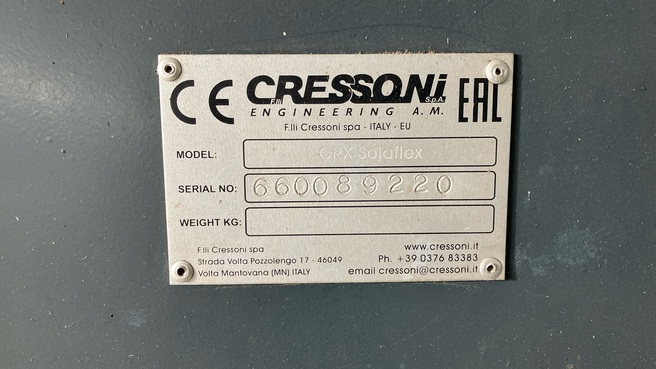 CE F.lli CRESSONi S.p.A. EAC
ENGINEERING A.M.
F.lli Cressoni spa - ITALY - EU
MODEL: CRX Sojaflex
SERIAL NO: 660089220
WEIGHT KG:
F.lli Cressoni spa www.cressoni.it
Strada Volta Pozzolengo 17 - 46049 Ph. +39 0376 83383
Volta Mantovana (MN) ITALY email cressoni@cressoni.it